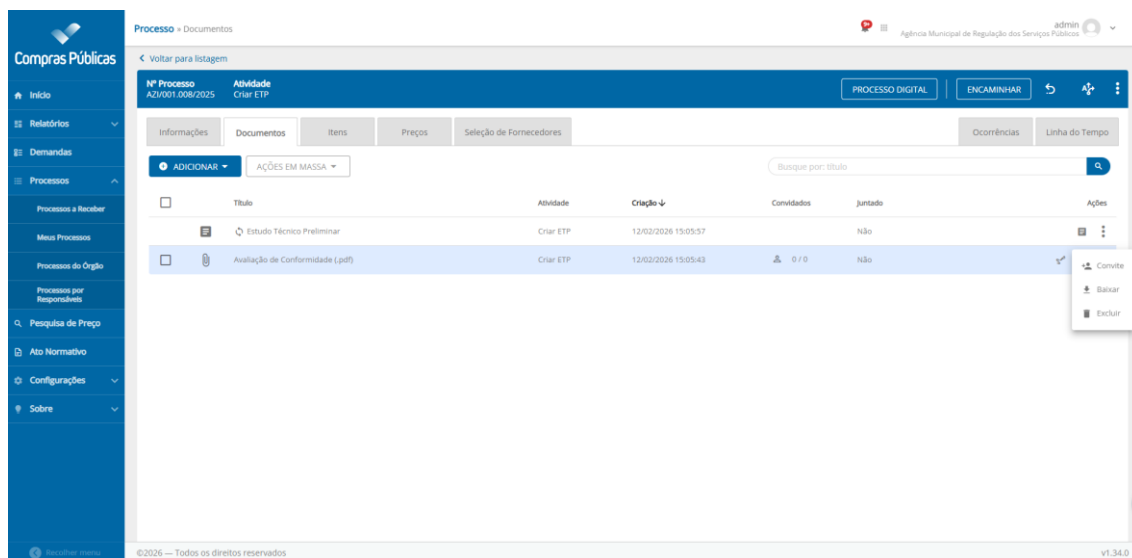 Compras Públicas
Início
Relatórios
Demandas
Processos
Processos a Receber
Meus Processos
Processos do Órgão
Processos por
Responsáveis
Pesquisa de Preço
Ato Normativo
Configurações
Sobre
Recolher menu
Processo » Documentos
admin
Agência Municipal de Regulação dos Serviços Públicos
Voltar para listagem
Nº Processo
AZI/001.008/2025
Atividade
Criar ETP
PROCESSO DIGITAL
ENCAMINHAR
Informações
Documentos
Itens
Preços
Seleção de Fornecedores
Ocorrências
Linha do Tempo
ADICIONAR
AÇÕES EM MASSA
Busque por: título
Título Atividade Criação Convidados Juntado Ações
Estudo Técnico Preliminar Criar ETP 12/02/2026 15:05:57 Não
Avaliação de Conformidade (.pdf) Criar ETP 12/02/2026 15:05:43 0 / 0 Não
Convite
Baixar
Excluir
©2026 — Todos os direitos reservados
v1.34.0